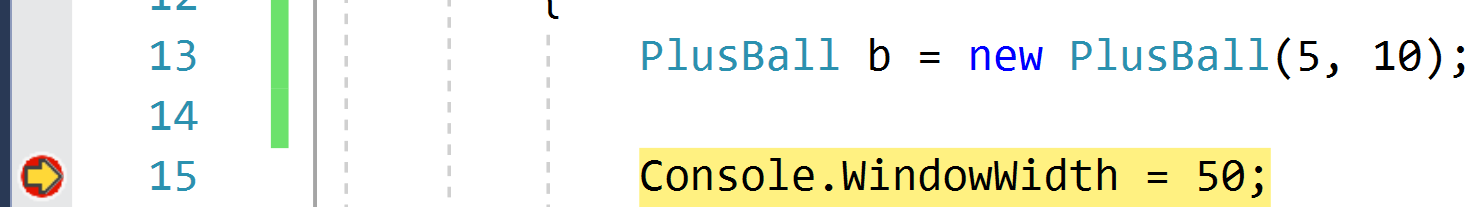 12 {
13 PlusBall b = new PlusBall(5, 10);
14
15 Console.WindowWidth = 50;